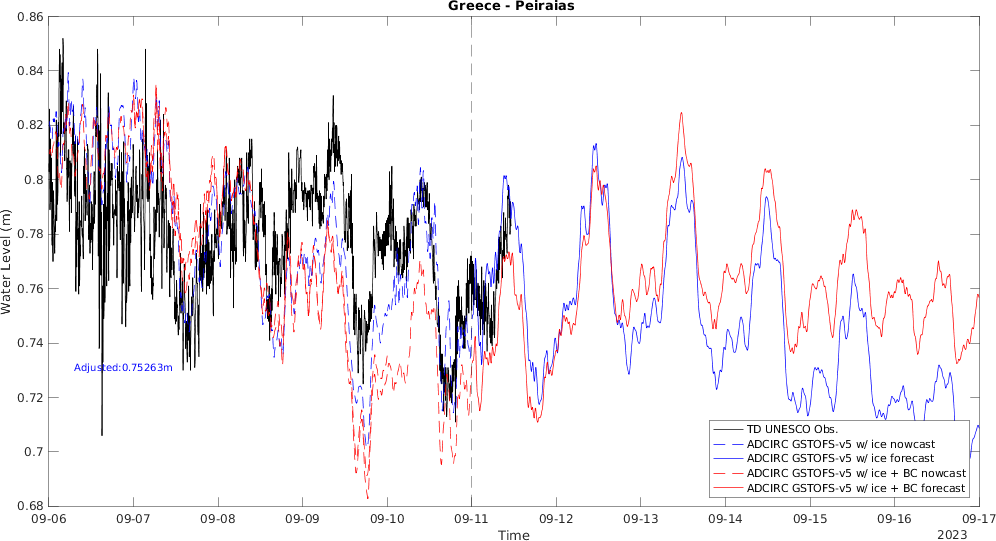 Greece - Peiraias
0.86
0.84
0.82
0.8
0.78
0.76
0.74
0.72
0.7
0.68
Water Level (m)
Adjusted:0.75263m
TD UNESCO Obs.
ADCIRC GSTOFS-v5 w/ ice nowcast
ADCIRC GSTOFS-v5 w/ ice forecast
ADCIRC GSTOFS-v5 w/ ice + BC nowcast
ADCIRC GSTOFS-v5 w/ ice + BC forecast
09-06 09-07 09-08 09-09 09-10 09-11 09-12 09-13 09-14 09-15 09-16 09-17
Time
2023